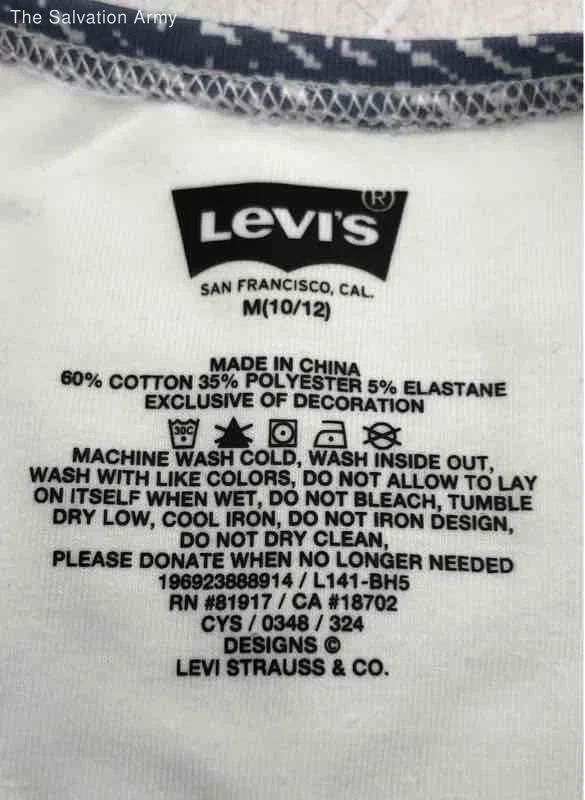 The Salvation Army
LEVI'S ®
SAN FRANCISCO, CAL.
M(10/12)
MADE IN CHINA
60% COTTON 35% POLYESTER 5% ELASTANE
EXCLUSIVE OF DECORATION
30C
MACHINE WASH COLD, WASH INSIDE OUT,
WASH WITH LIKE COLORS, DO NOT ALLOW TO LAY
ON ITSELF WHEN WET, DO NOT BLEACH, TUMBLE
DRY LOW, COOL IRON, DO NOT IRON DESIGN,
DO NOT DRY CLEAN,
PLEASE DONATE WHEN NO LONGER NEEDED
196923888914 / L141-BH5
RN #81917 / CA #18702
CYS / 0348 / 324
DESIGNS ©
LEVI STRAUSS & CO.